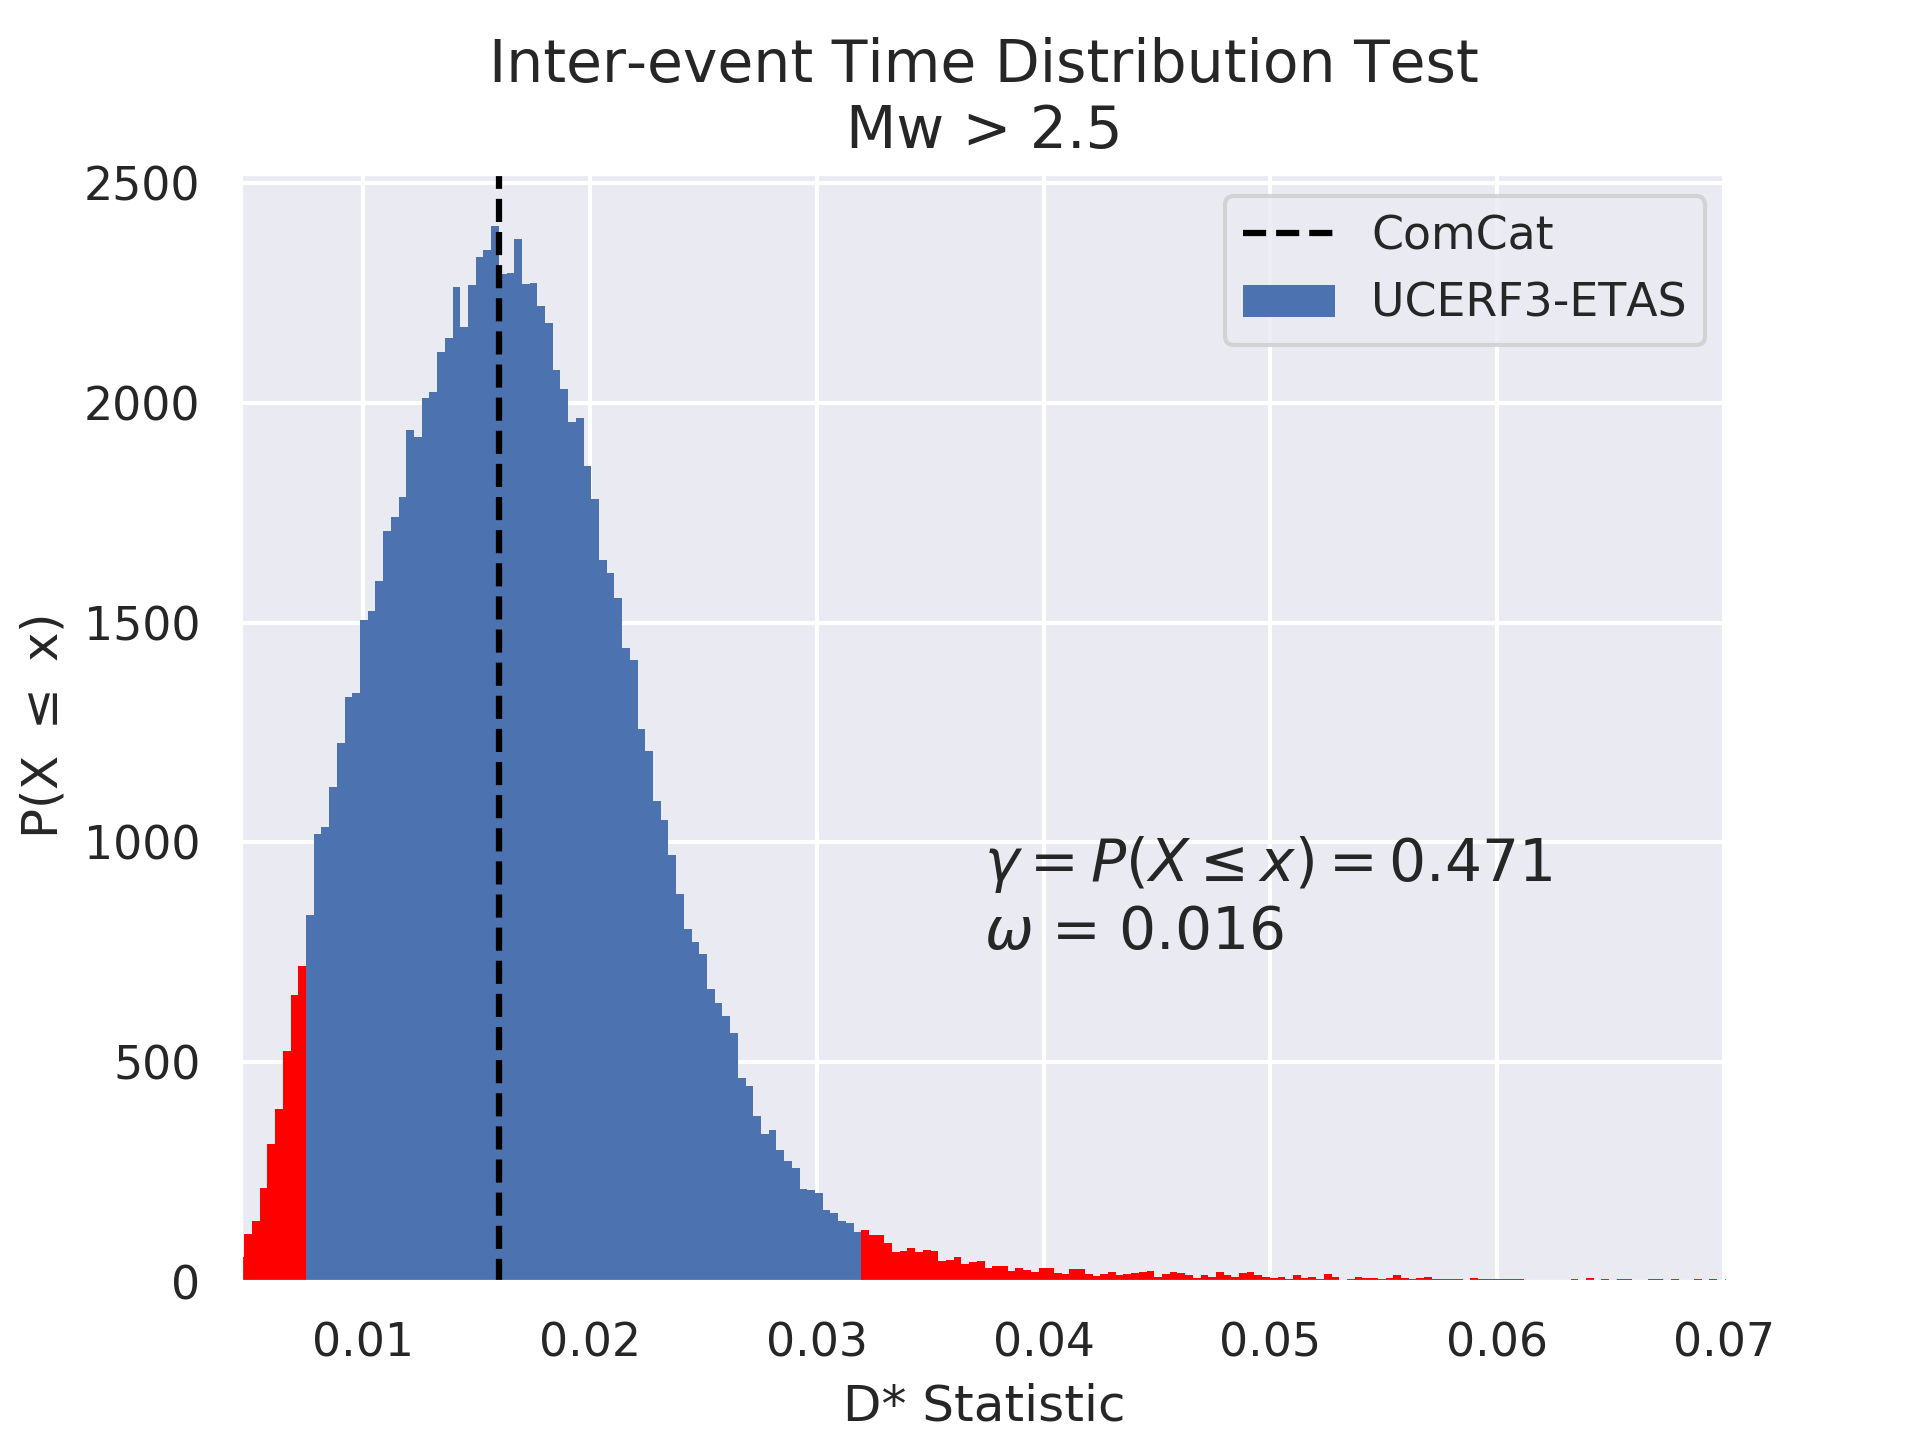 Inter-event Time Distribution Test
Mw > 2.5
2500
2000
1500
1000
500
0
P(X ≤ x)
ComCat
UCERF3-ETAS
γ = P(X ≤ x) = 0.471
ω = 0.016
0.01 0.02 0.03 0.04 0.05 0.06 0.07
D* Statistic